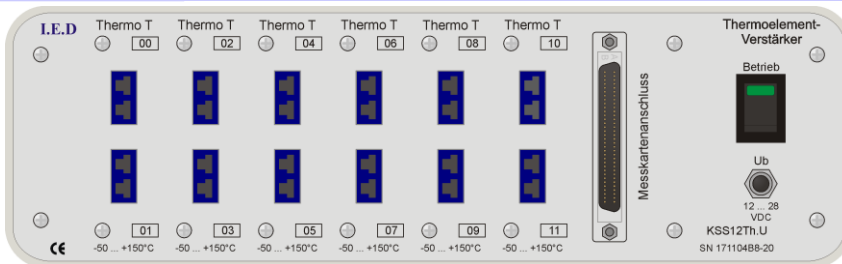 I.E.D
Thermo T Thermo T Thermo T Thermo T Thermo T Thermo T
00 02 04 06 08 10
01 03 05 07 09 11
-50 ... +150°C -50 ... +150°C -50 ... +150°C -50 ... +150°C -50 ... +150°C -50 ... +150°C
CE
Messkartenanschluss
Thermoelement-
Verstärker
Betrieb
Ub
12 ... 28
VDC
KSS12Th.U
SN 171104B8-20